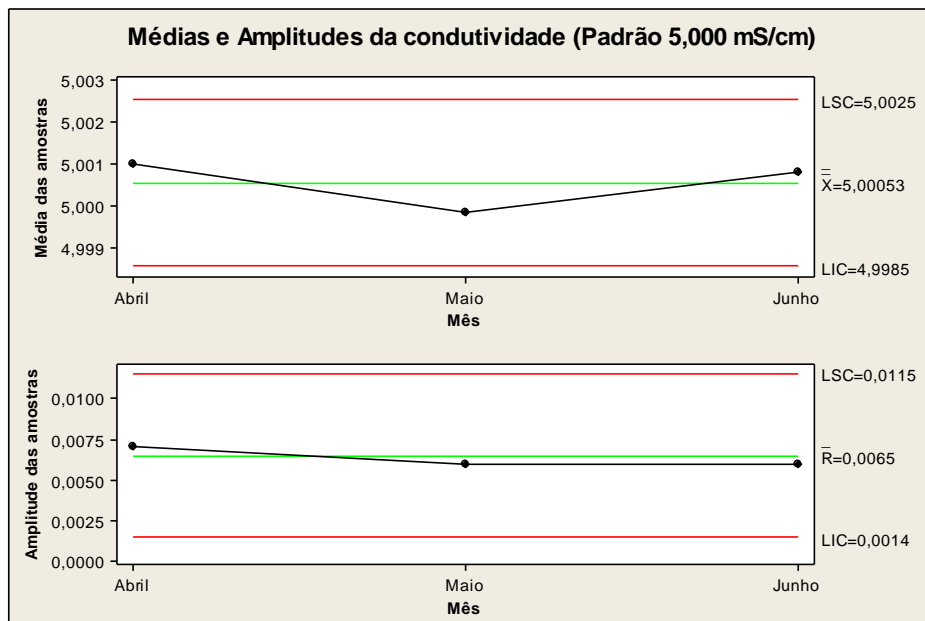 Médias e Amplitudes da condutividade (Padrão 5,000 mS/cm)
Média das amostras
5,003
5,002
5,001
5,000
4,999
LSC=5,0025
X=5,00053
LIC=4,9985
Abril
Maio
Junho
Mês
Amplitude das amostras
0,0100
0,0075
0,0050
0,0025
0,0000
LSC=0,0115
R=0,0065
LIC=0,0014
Abril
Maio
Junho
Mês